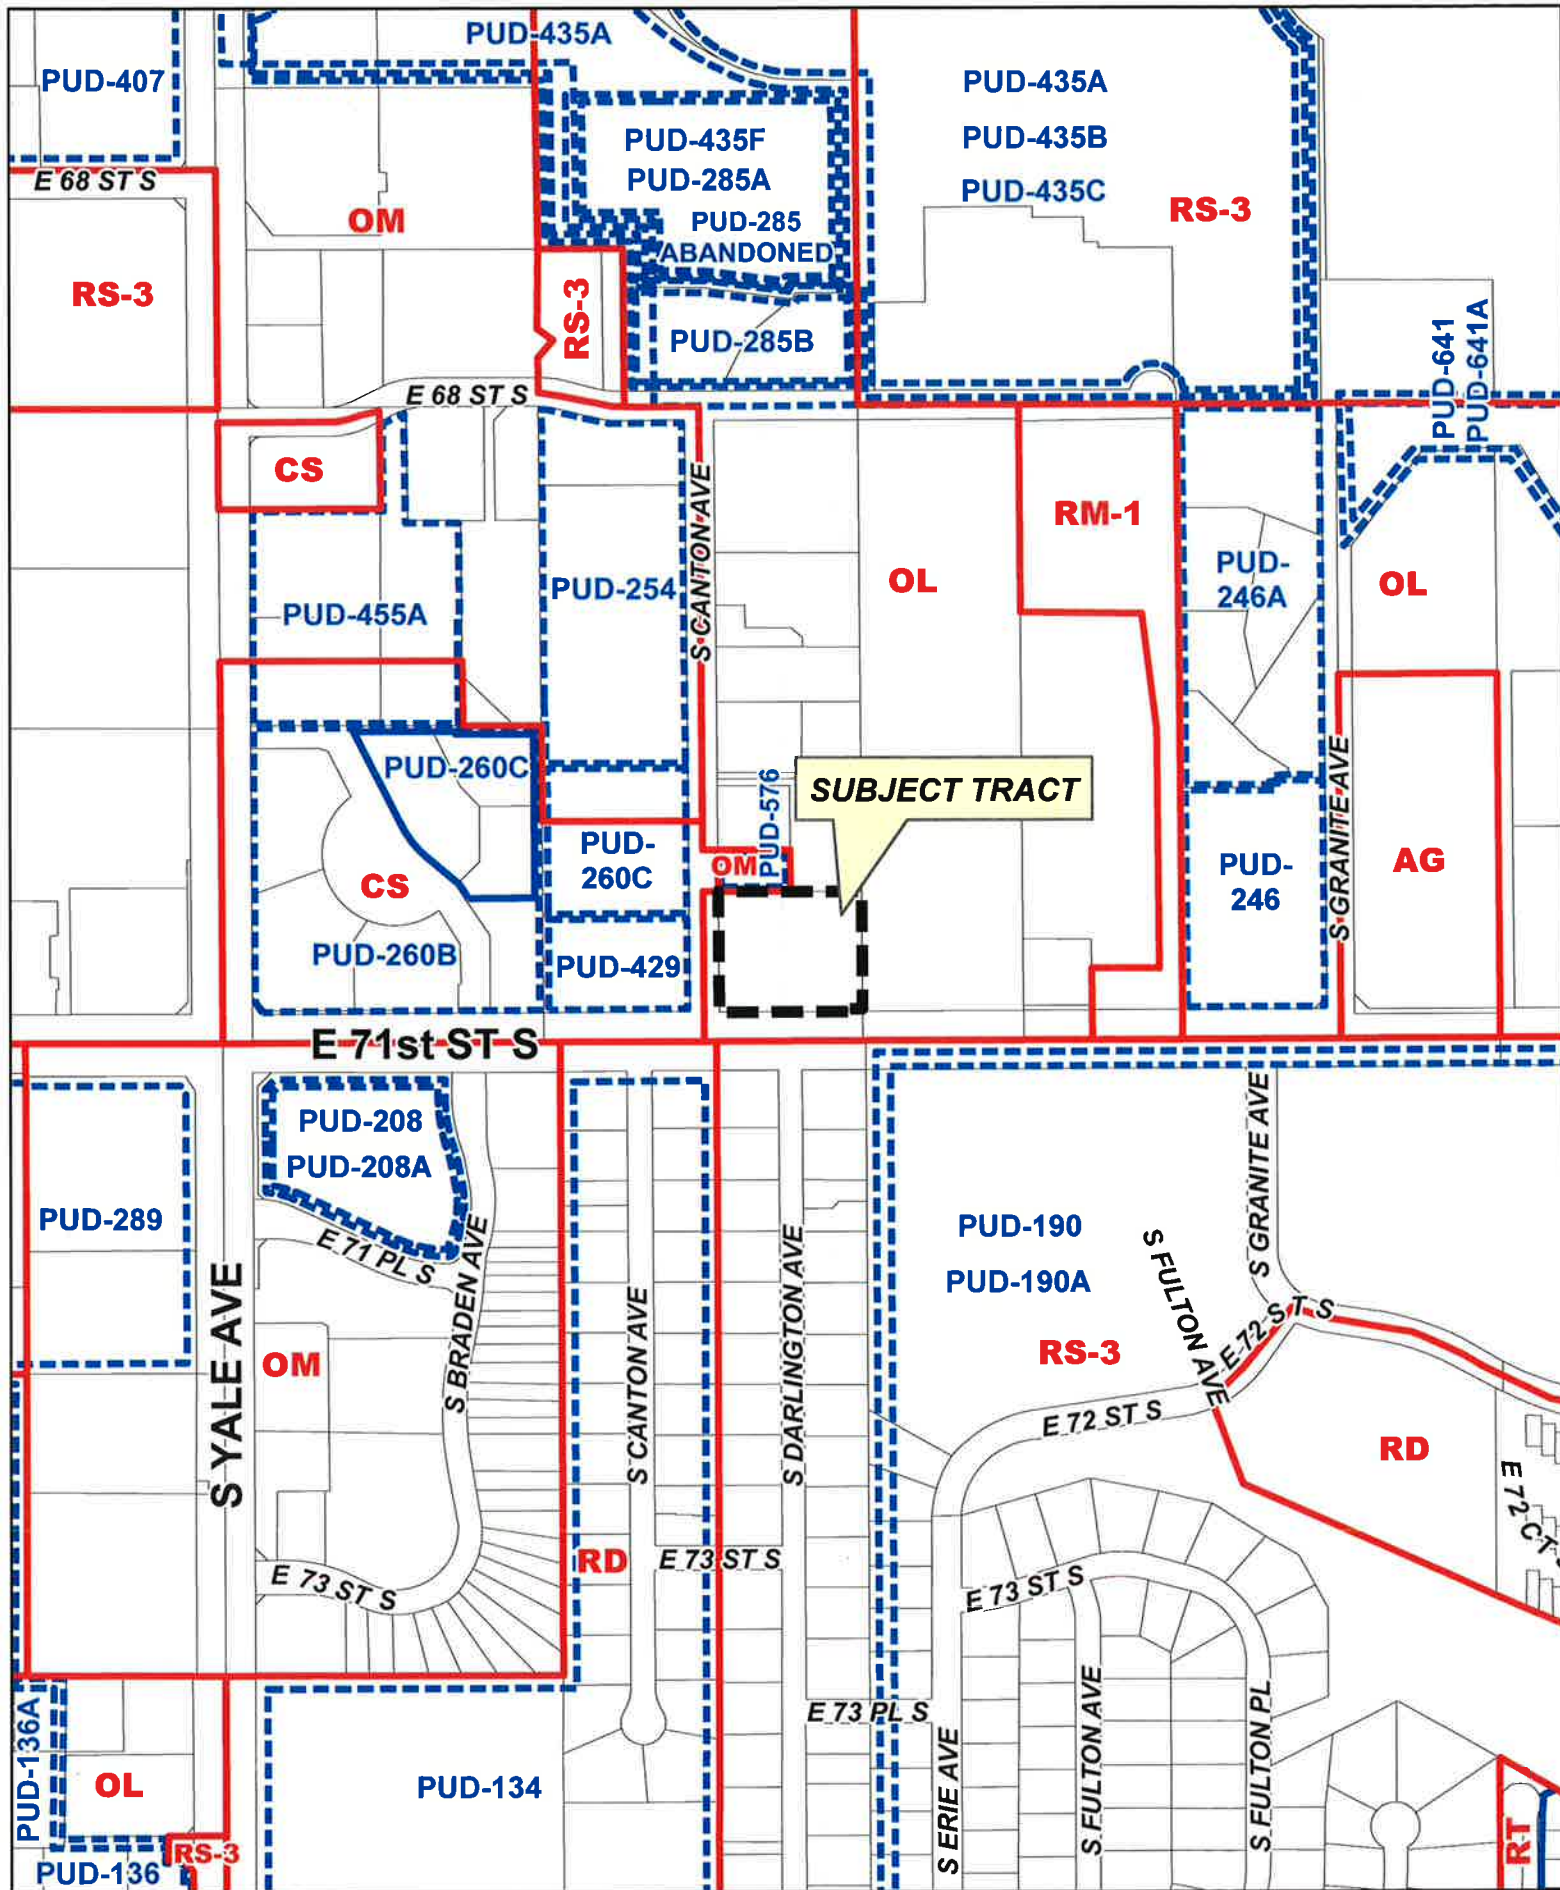 PUD-435A
PUD-407
PUD-435A
PUD-435B
PUD-435C
PUD-435F
PUD-285A
PUD-285
ABANDONED
E 68 ST S
OM
RS-3
RS-3
RS-3
PUD-285B
PUD-641
PUD-641A
E 68 ST S
CS
S CANTON AVE
RM-1
PUD-254
PUD-
246A
OL
OL
PUD-455A
PUD-260C
PUD-576
SUBJECT TRACT
S GRANITE AVE
PUD-
260C
OM
PUD-
246
AG
CS
PUD-260B
PUD-429
E 71st ST S
PUD-208
PUD-208A
S GRANITE AVE
PUD-289
PUD-190
PUD-190A
E 71 PL S
S BRADEN AVE
S YALE AVE
S CANTON AVE
S DARLINGTON AVE
S FULTON AVE
E 72 ST S
RS-3
OM
E 72 ST S
RD
E 72 CT S
RD
E 73 ST S
E 73 ST S
E 73 ST S
E 73 PL S
S ERIE AVE
S FULTON AVE
S FULTON PL
PUD-136A
OL
PUD-134
RS-3
PUD-136
RT